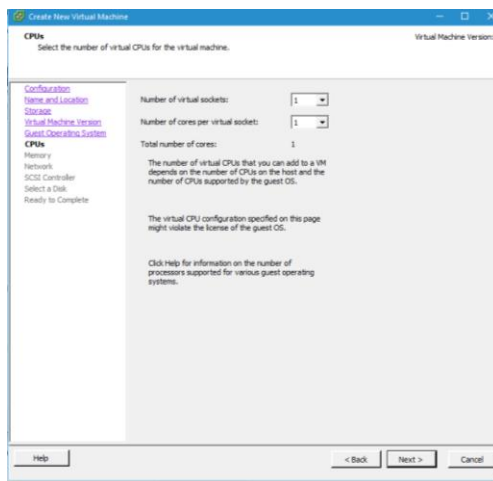 Create New Virtual Machine
CPUs
Select the number of virtual CPUs for the virtual machine.
Virtual Machine Version:
Configuration
Name and Location
Storage
Virtual Machine Version
Guest Operating System
CPUs
Memory
Network
SCSI Controller
Select a Disk
Ready to Complete
Number of virtual sockets: 1
Number of cores per virtual socket: 1
Total number of cores: 1
The number of virtual CPUs that you can add to a VM
depends on the number of CPUs on the host and the
number of CPUs supported by the guest OS.
The virtual CPU configuration specified on this page
might violate the license of the guest OS.
Click Help for information on the number of
processors supported for various guest operating
systems.
Help
< Back
Next >
Cancel